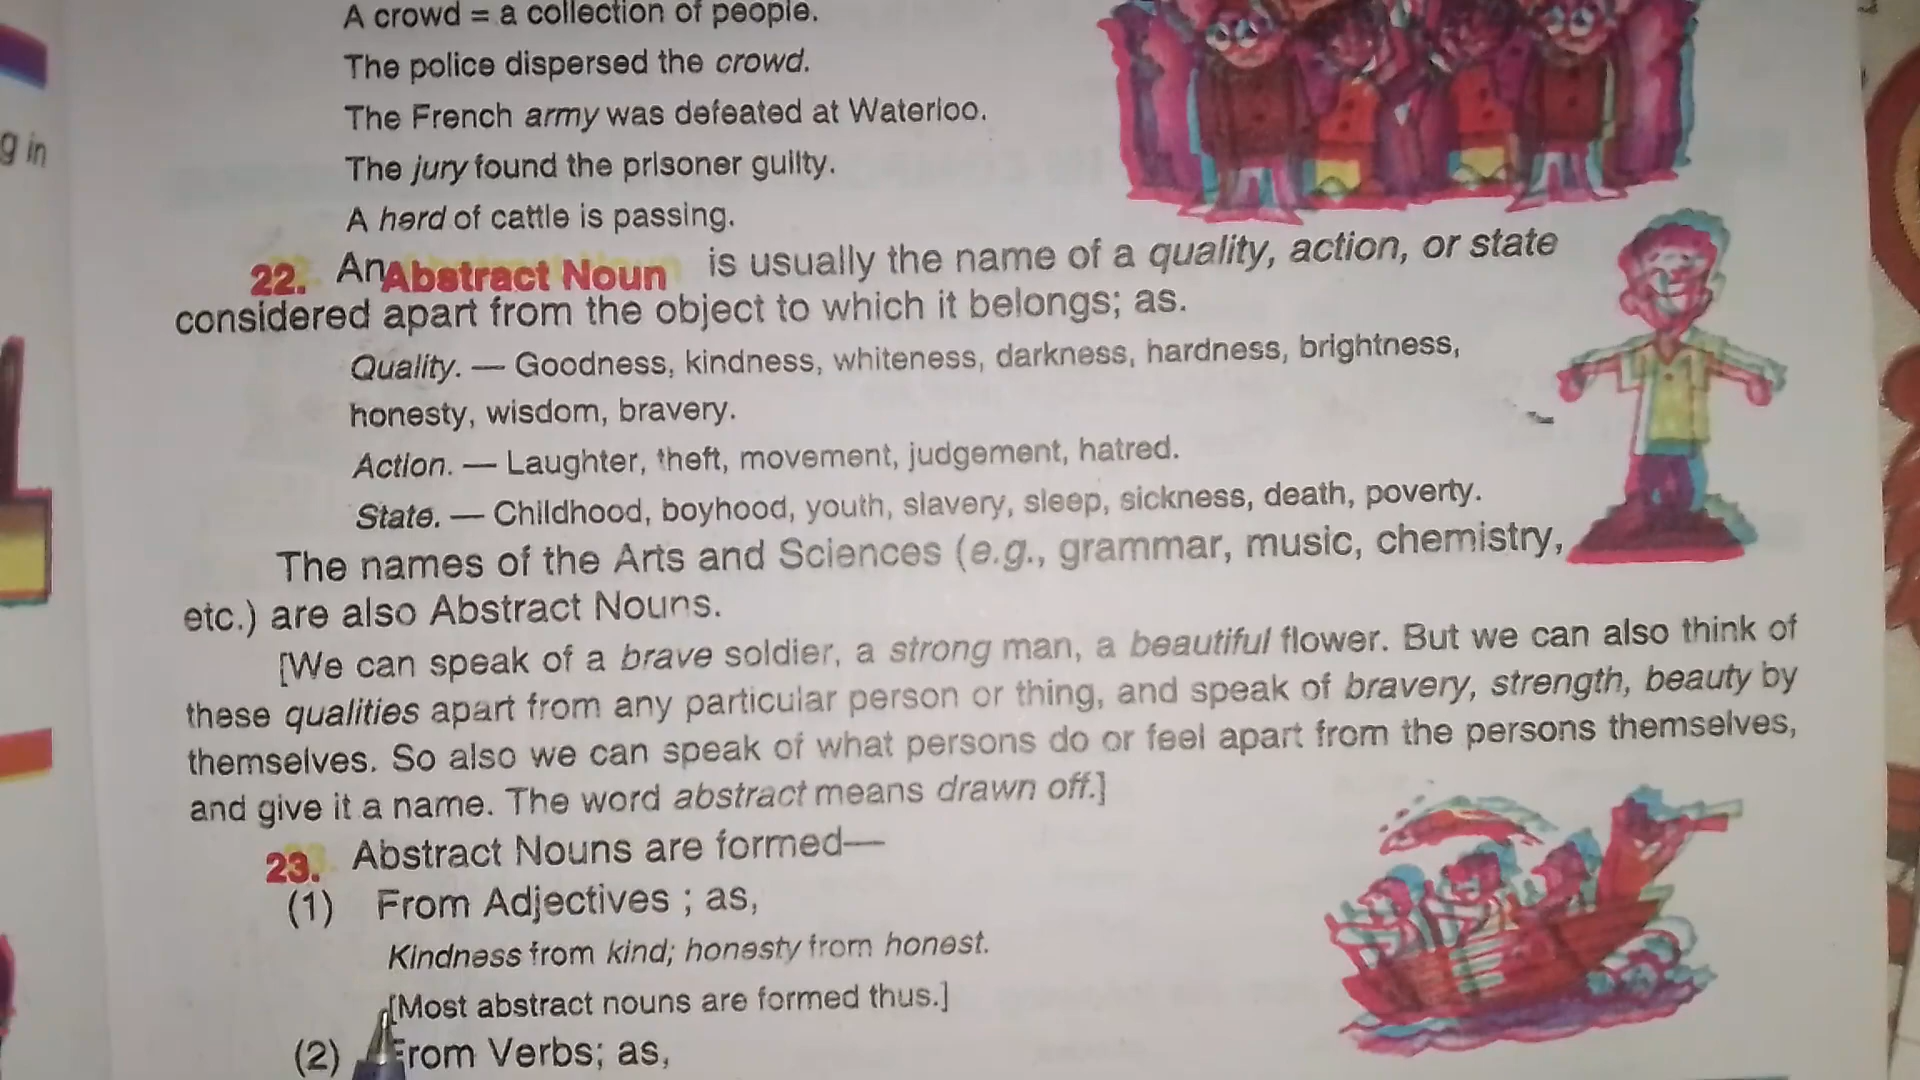 A crowd = a collection of people.
The police dispersed the crowd.
g in
The French army was defeated at Waterloo.
The jury found the prisoner guilty.
A herd of cattle is passing.
22. An Abstract Noun is usually the name of a quality, action, or state
considered apart from the object to which it belongs; as.
Quality. — Goodness, kindness, whiteness, darkness, hardness, brightness,
honesty, wisdom, bravery.
Action. — Laughter, theft, movement, judgement, hatred.
State. — Childhood, boyhood, youth, slavery, sleep, sickness, death, poverty.
The names of the Arts and Sciences (e.g., grammar, music, chemistry,
etc.) are also Abstract Nouns.
[We can speak of a brave soldier, a strong man, a beautiful flower. But we can also think of
these qualities apart from any particular person or thing, and speak of bravery, strength, beauty by
themselves. So also we can speak of what persons do or feel apart from the persons themselves,
and give it a name. The word abstract means drawn off.]
23. Abstract Nouns are formed—
(1) From Adjectives ; as,
Kindness from kind; honesty from honest.
[Most abstract nouns are formed thus.]
(2) From Verbs; as,